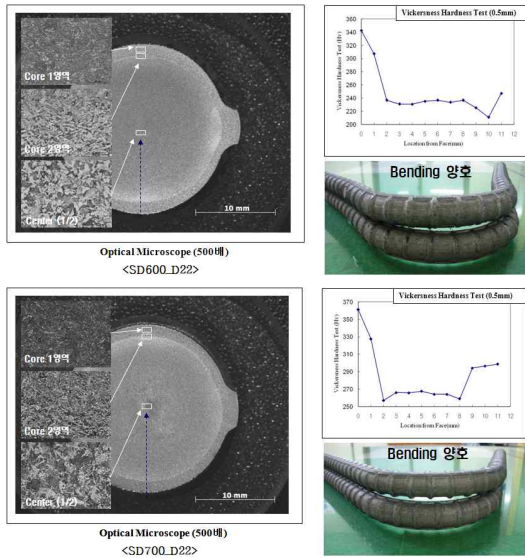 Core 1영역
Core 2영역
Center (1/2)
10 mm
Optical Microscope (500배)
<SD600_D22>
Vickersness Hardness Test (0.5mm)
Vickersness Hardness Test (Hv)
360
340
320
300
280
260
240
220
200
0 1 2 3 4 5 6 7 8 9 10 11 12
Location from Face(mm)
Bending 양호
Core 1영역
Core 2영역
Center (1/2)
10 mm
Optical Microscope (500배)
<SD700_D22>
Vickersness Hardness Test (0.5mm)
Vickersness Hardness Test (Hv)
370
350
330
310
290
270
250
0 1 2 3 4 5 6 7 8 9 10 11 12
Location from Face(mm)
Bending 양호